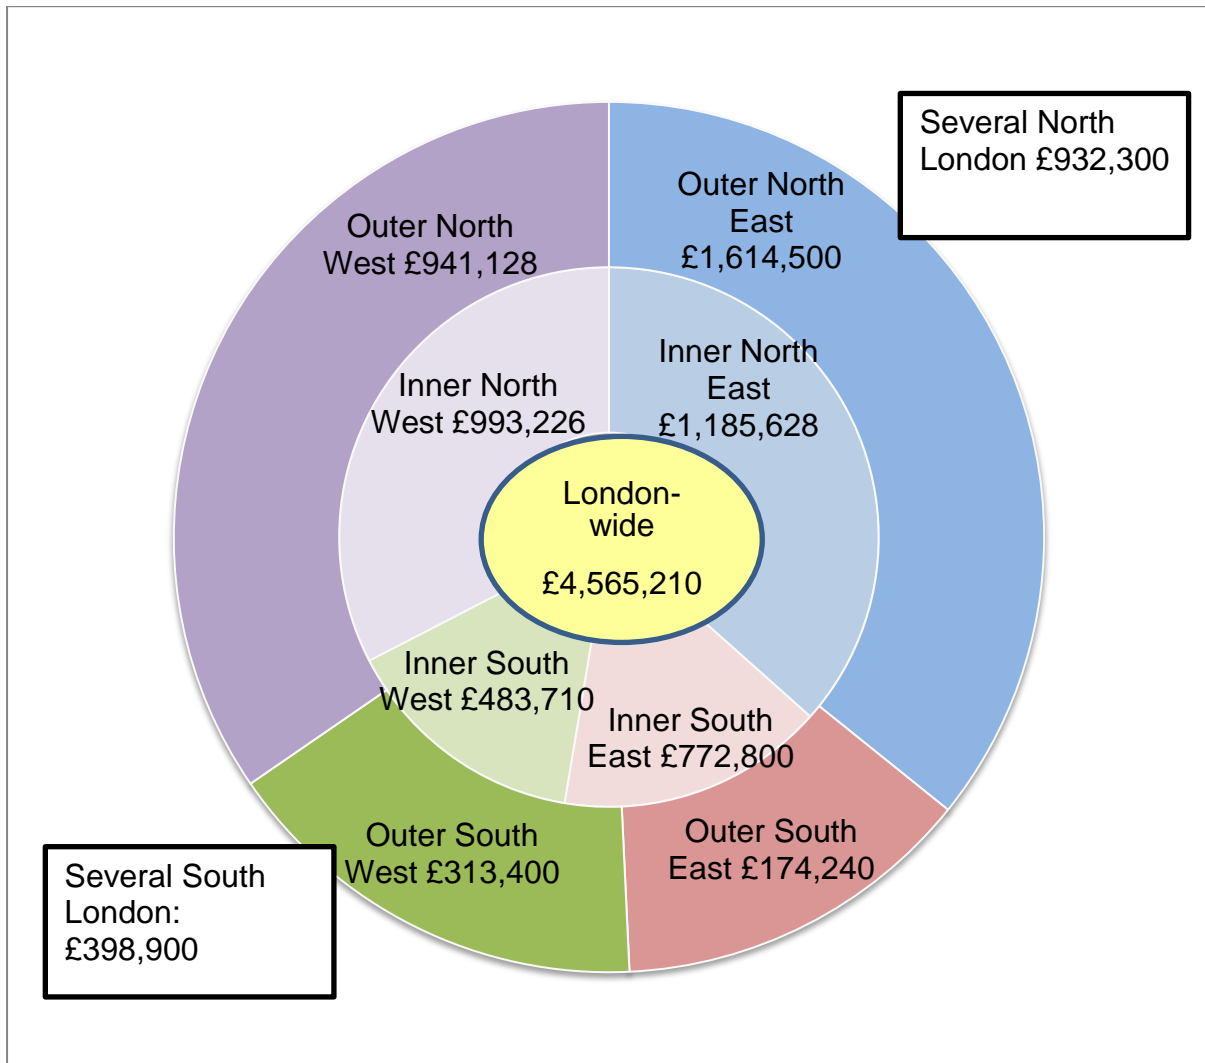 Several North
London £932,300
Outer North
East
£1,614,500
Outer North
West £941,128
Inner North
East
£1,185,628
Inner North
West £993,226
London-
wide
£4,565,210
Inner South
West £483,710
Inner South
East £772,800
Outer South
West £313,400
Outer South
East £174,240
Several South
London:
£398,900